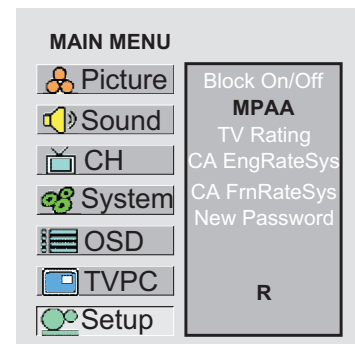 MAIN MENU
Picture
Sound
CH
System
OSD
TVPC
Setup
Block On/Off
MPAA
TV Rating
CA EngRateSys
CA FrnRateSys
New Password
R